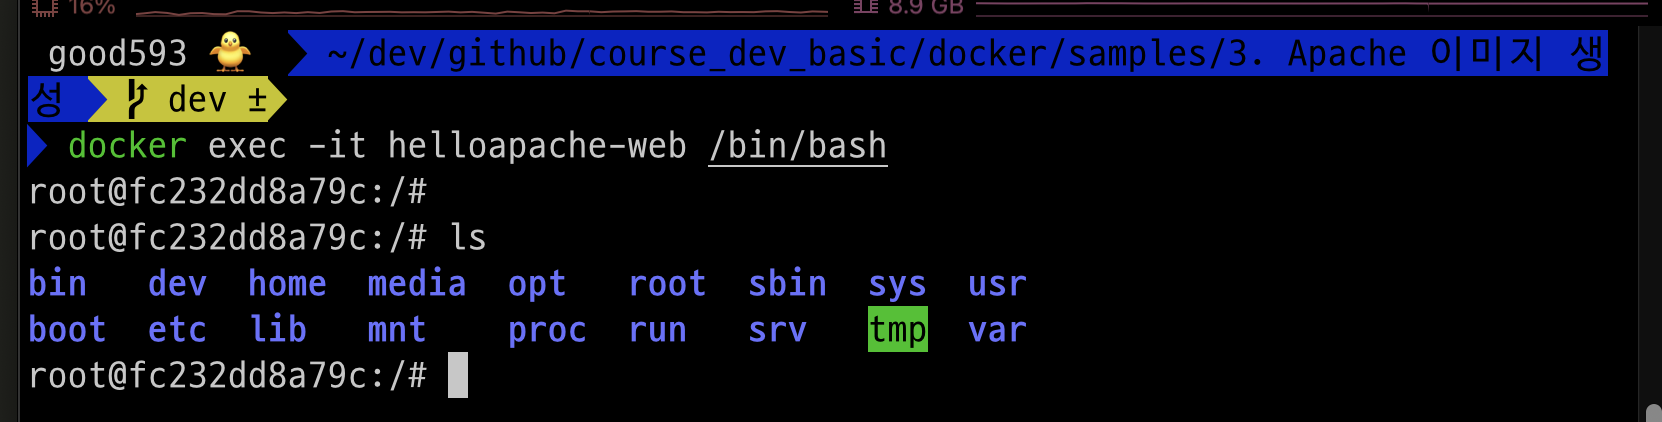 16% 8.9 GB
good593 🐥 ~/dev/github/course_dev_basic/docker/samples/3. Apache 이미지 생
성 dev ±
docker exec -it helloapache-web /bin/bash
root@fc232dd8a79c:/#
root@fc232dd8a79c:/# ls
bin dev home media opt root sbin sys usr
boot etc lib mnt proc run srv tmp var
root@fc232dd8a79c:/#